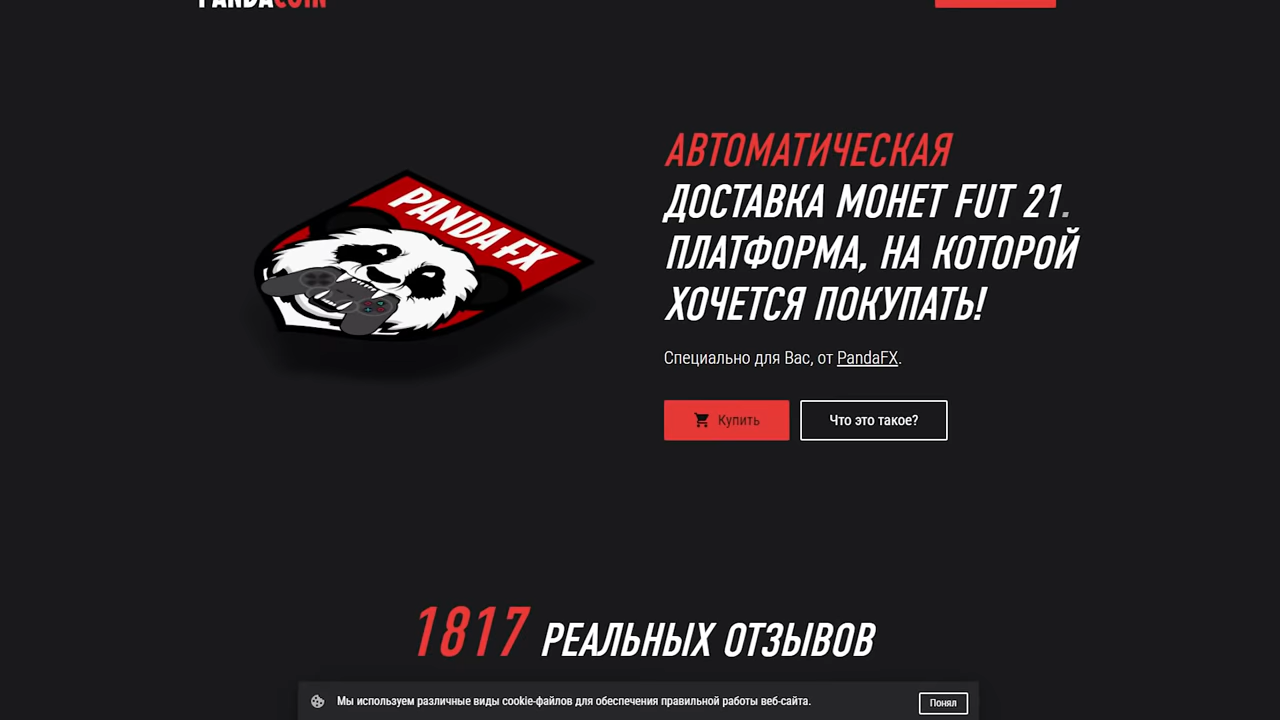 PANDACOIN
PANDA FX
АВТОМАТИЧЕСКАЯ
ДОСТАВКА МОНЕТ FUT 21.
ПЛАТФОРМА, НА КОТОРОЙ
ХОЧЕТСЯ ПОКУПАТЬ!
Специально для Вас, от PandaFX.
Купить
Что это такое?
1817 РЕАЛЬНЫХ ОТЗЫВОВ
Мы используем различные виды cookie-файлов для обеспечения правильной работы веб-сайта.
Понял